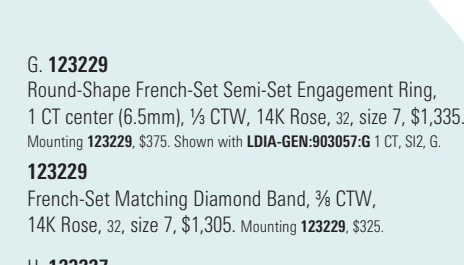 G. 123229
Round-Shape French-Set Semi-Set Engagement Ring,
1 CT center (6.5mm), ⅓ CTW, 14K Rose, 32, size 7, $1,335.
Mounting 123229, $375. Shown with LDIA-GEN:903057:G 1 CT, SI2, G.
123229
French-Set Matching Diamond Band, ⅜ CTW,
14K Rose, 32, size 7, $1,305. Mounting 123229, $325.